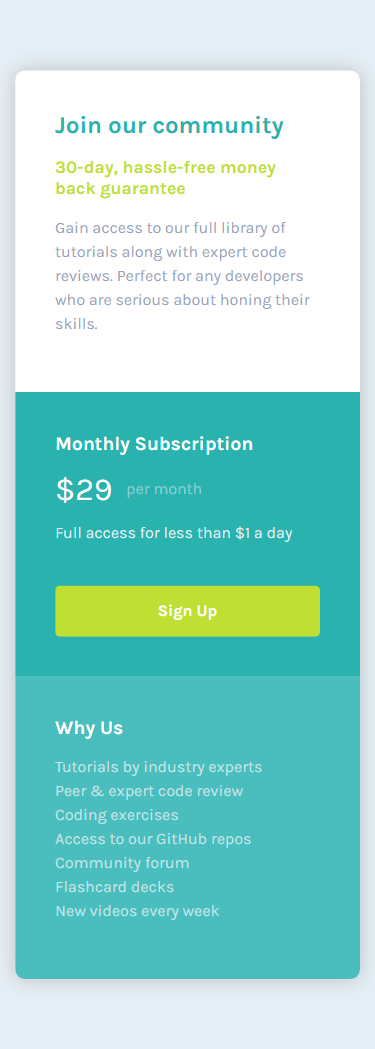 Join our community
30-day, hassle-free money
back guarantee
Gain access to our full library of
tutorials along with expert code
reviews. Perfect for any developers
who are serious about honing their
skills.
Monthly Subscription
$29 per month
Full access for less than $1 a day
Sign Up
Why Us
Tutorials by industry experts
Peer & expert code review
Coding exercises
Access to our GitHub repos
Community forum
Flashcard decks
New videos every week